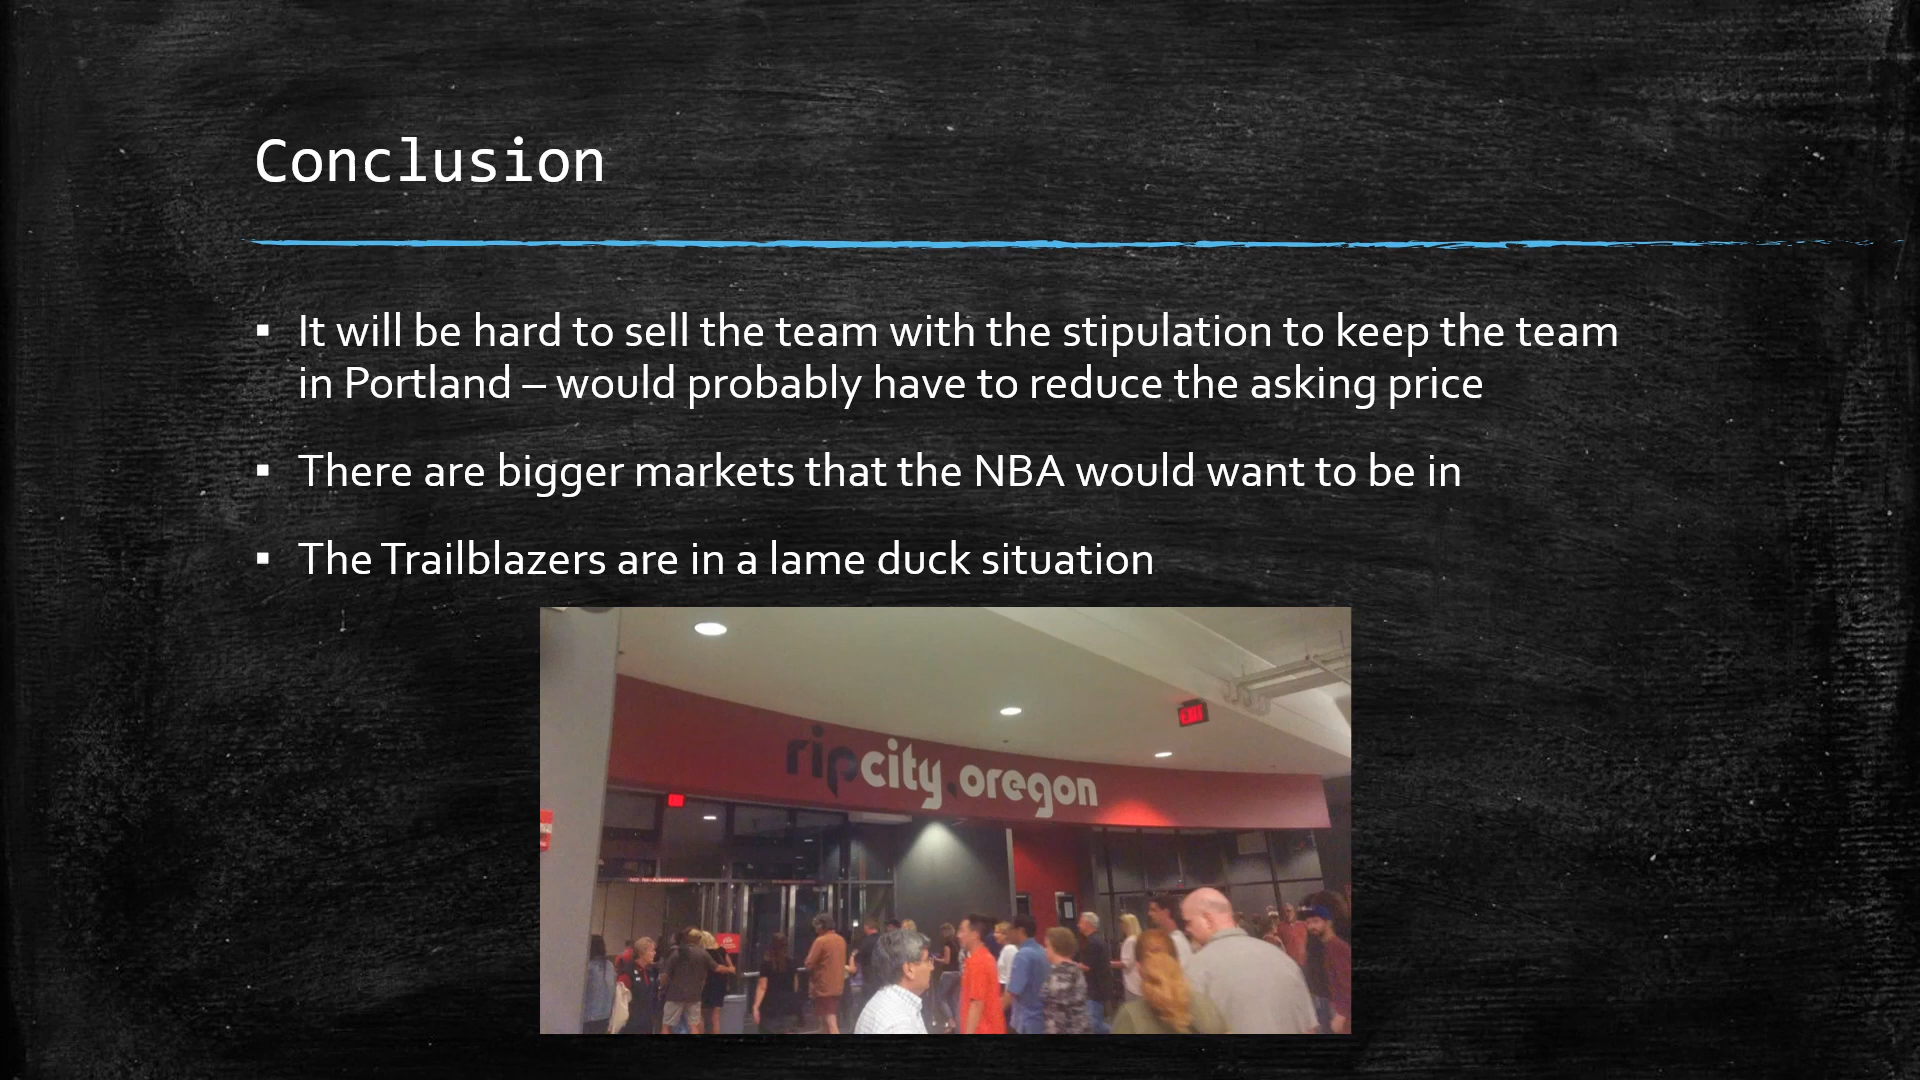 Conclusion
▪ It will be hard to sell the team with the stipulation to keep the team
in Portland – would probably have to reduce the asking price
▪ There are bigger markets that the NBA would want to be in
▪ The Trailblazers are in a lame duck situation
EXIT
ripcity.oregon